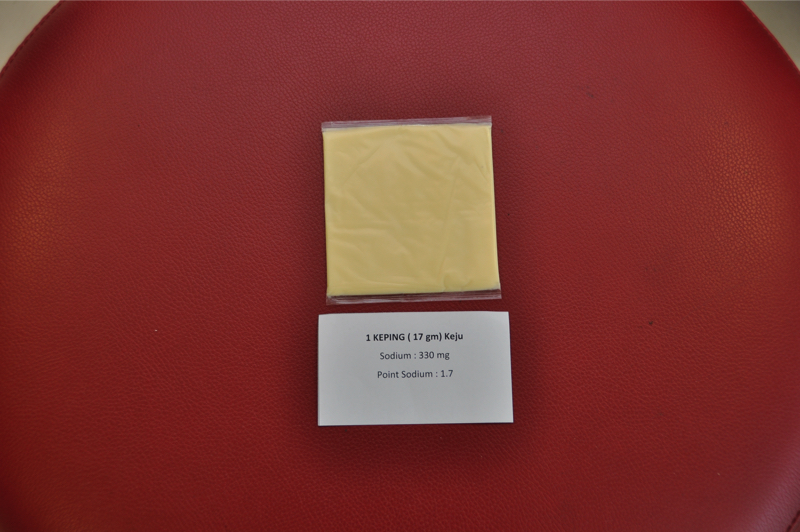 1 KEPING ( 17 gm) Keju
Sodium : 330 mg
Point Sodium : 1.7